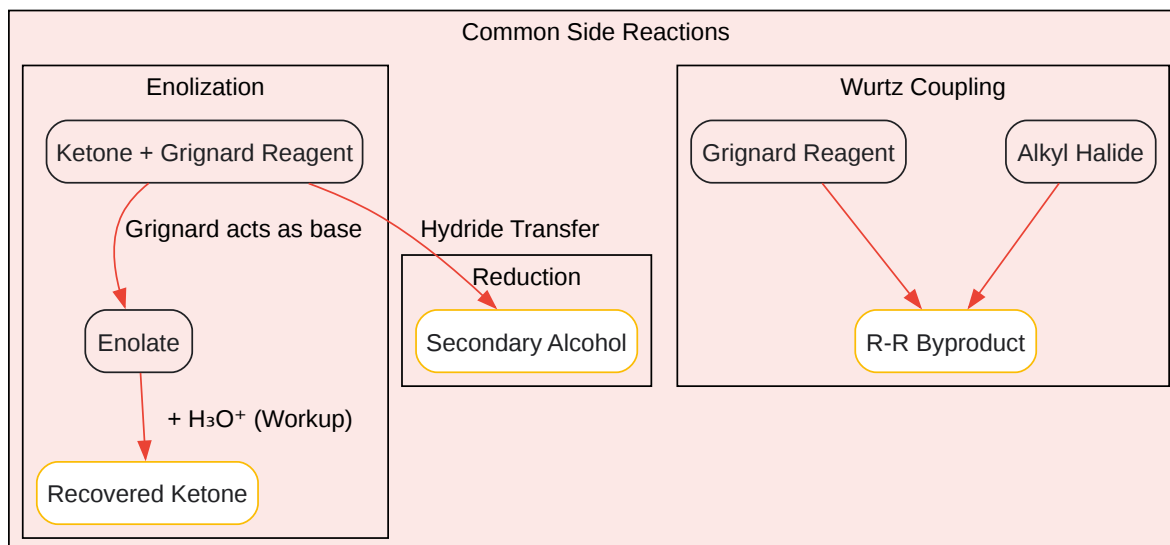 Common Side Reactions
Enolization
Ketone + Grignard Reagent
Grignard acts as base
Enolate
+ H₃O⁺ (Workup)
Recovered Ketone
Hydride Transfer
Reduction
Secondary Alcohol
Wurtz Coupling
Grignard Reagent
Alkyl Halide
R-R Byproduct